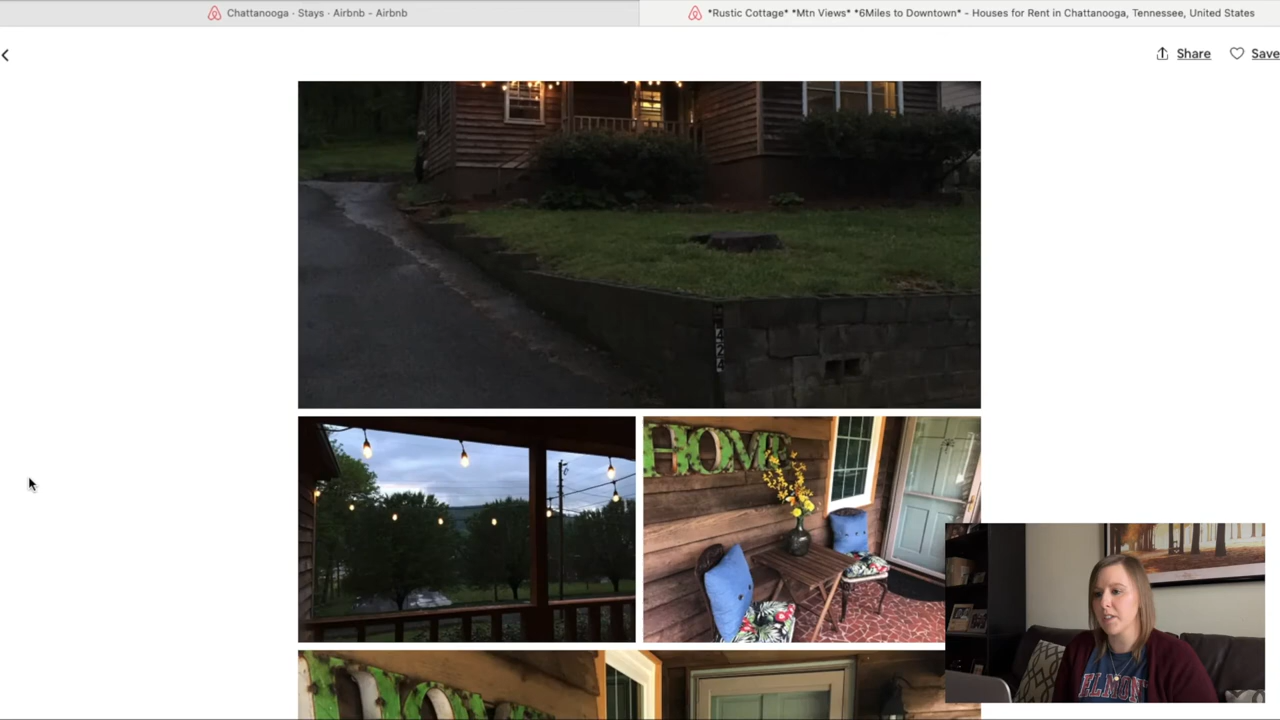 Chattanooga · Stays · Airbnb - Airbnb
*Rustic Cottage* *Mtn Views* *6Miles to Downtown* - Houses for Rent in Chattanooga, Tennessee, United States
Share
Save
HOME